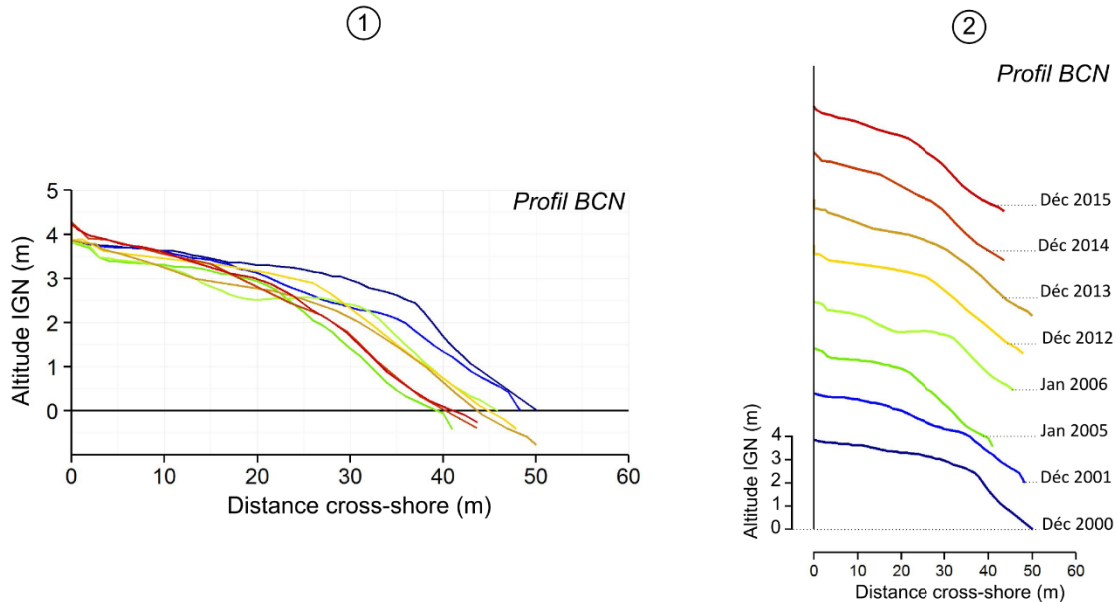 1
Profil BCN
Altitude IGN (m)
5
4
3
2
1
0
0 10 20 30 40 50 60
Distance cross-shore (m)
2
Profil BCN
Déc 2015
Déc 2014
Déc 2013
Déc 2012
Jan 2006
Jan 2005
Déc 2001
Déc 2000
Altitude IGN (m)
4
3
2
1
0
0 10 20 30 40 50 60
Distance cross-shore (m)